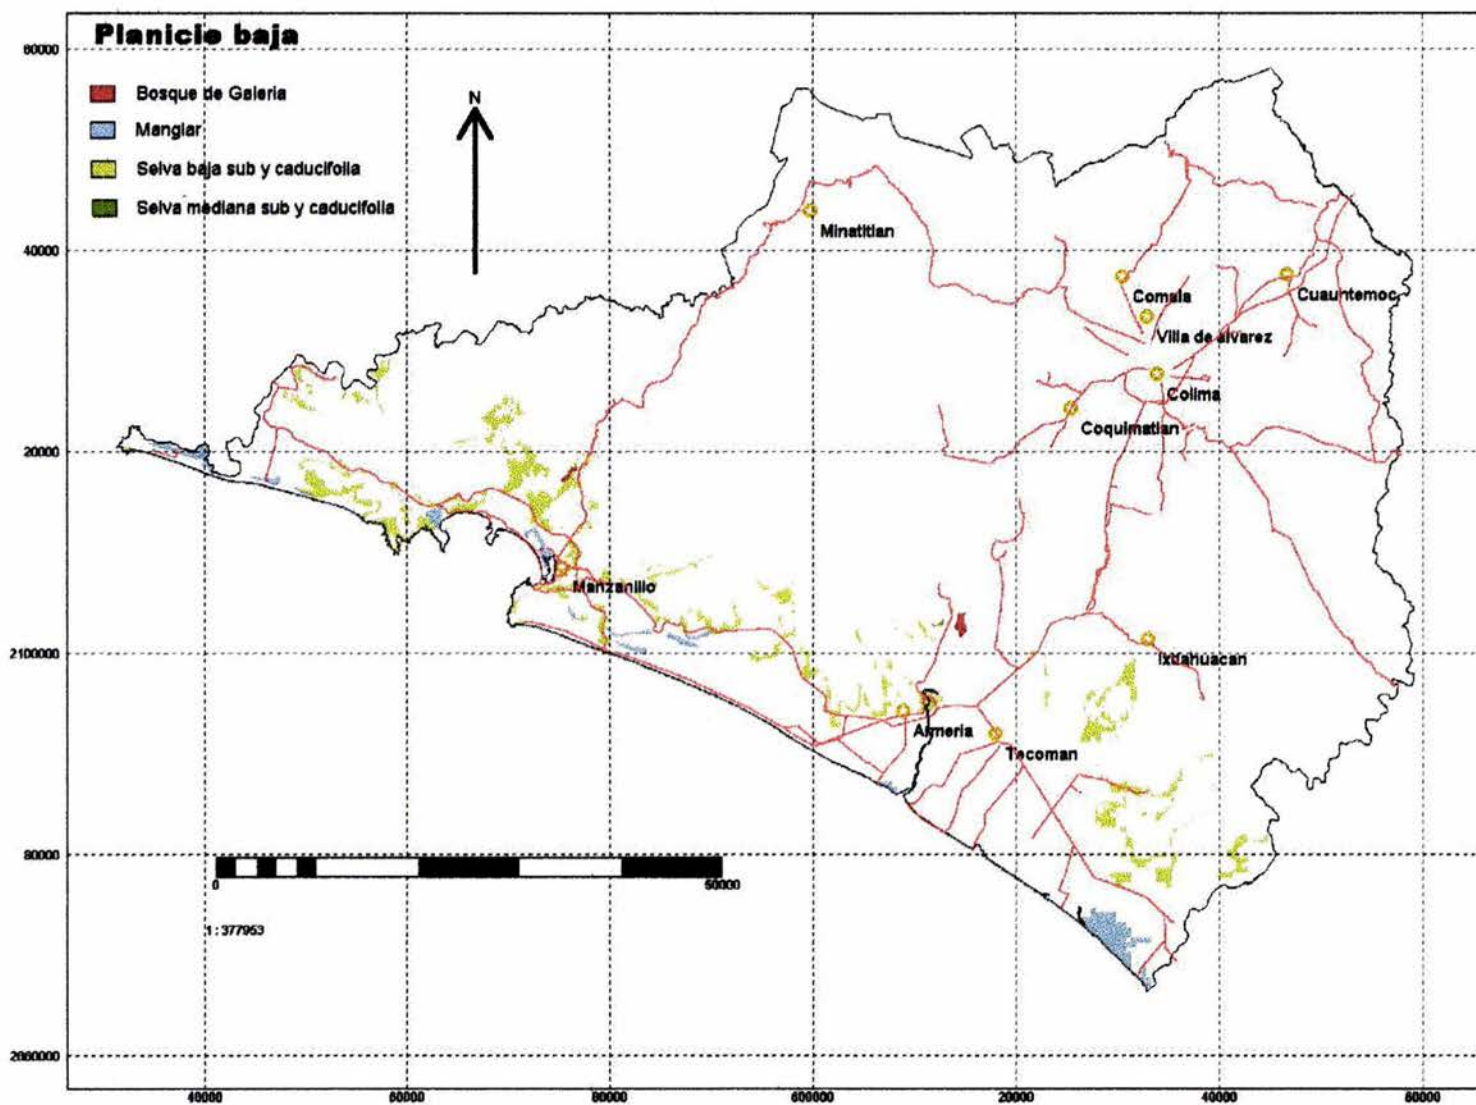 Planicie baja
Bosque de Galeria
Manglar
Selva baja sub y caducifolia
Selva mediana sub y caducifolia
N
60000
40000
20000
2100000
80000
2060000
Minatitlan
Comala
Cuauhtemoc
Villa de alvarez
Colima
Coquimatlan
Manzanillo
Ixtlahuacan
Armeria
Tecoman
0
50000
1 : 377953
40000
60000
80000
600000
20000
40000
60000